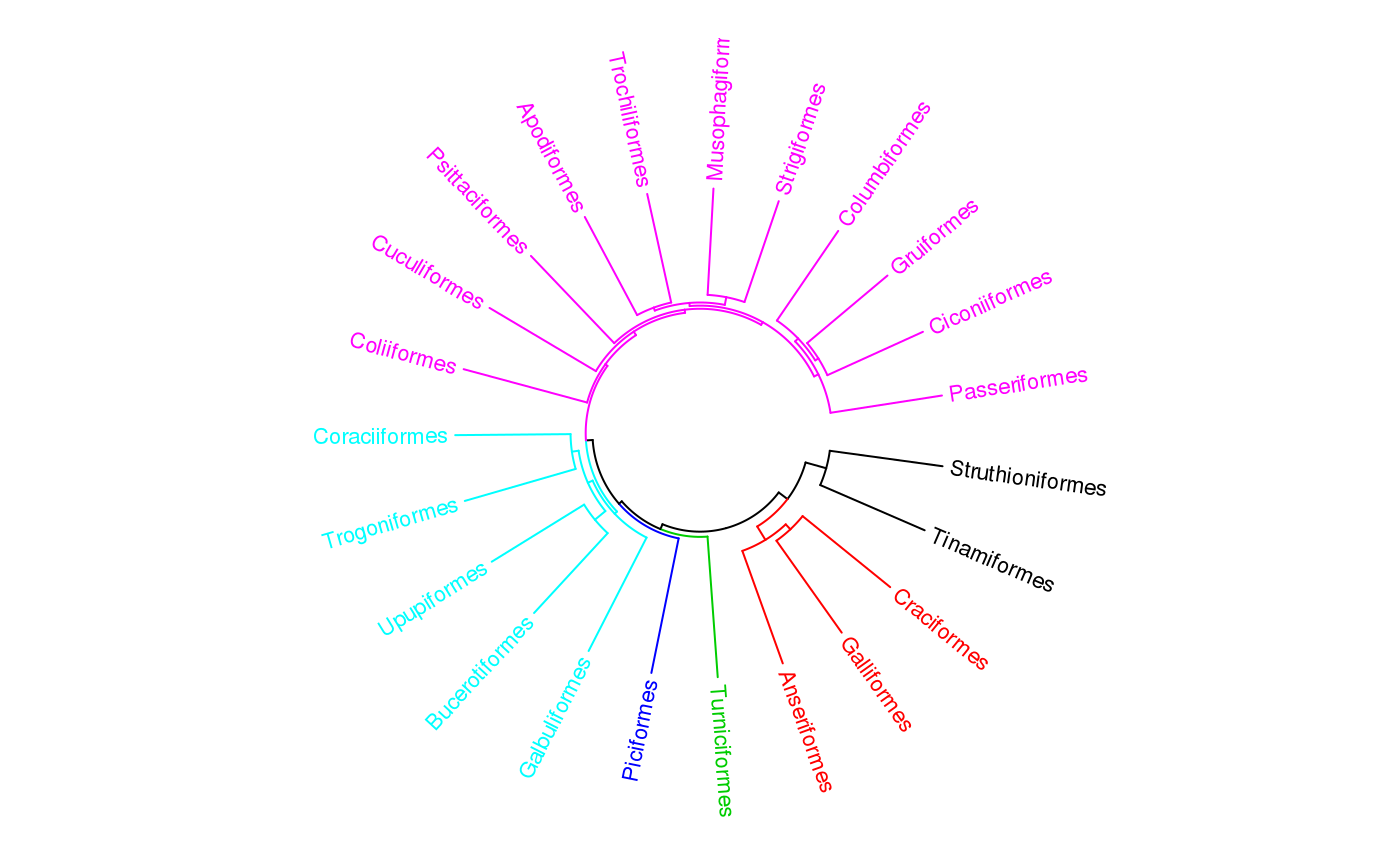 Struthioniformes
Tinamiformes
Craciformes
Galliformes
Anseriformes
Turniciformes
Piciformes
Galbuliformes
Bucerotiformes
Upupiformes
Trogoniformes
Coraciiformes
Coliiformes
Cuculiformes
Psittaciformes
Apodiformes
Trochiliformes
Musophagiform
Strigiformes
Columbiformes
Gruiformes
Ciconiiformes
Passeriformes